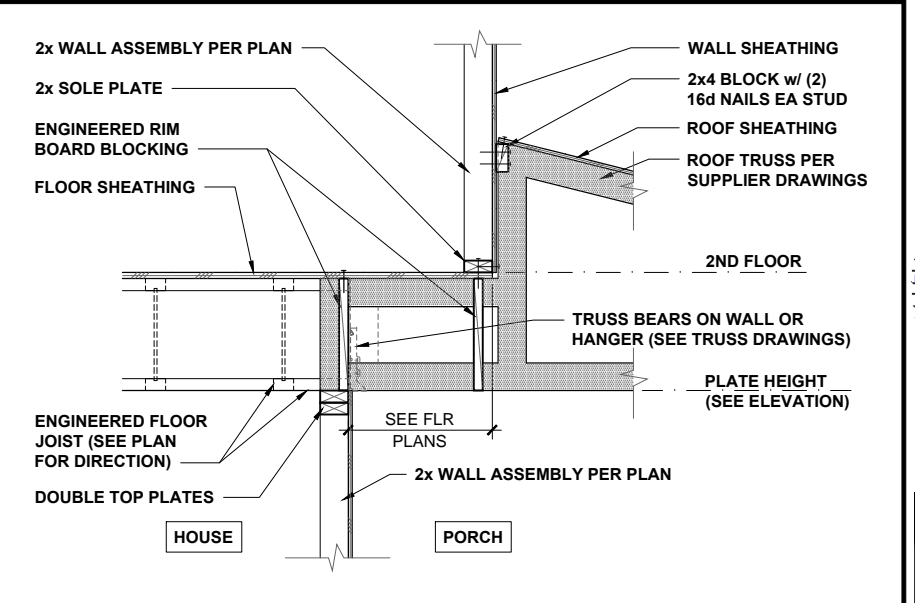 2x WALL ASSEMBLY PER PLAN
2x SOLE PLATE
ENGINEERED RIM
BOARD BLOCKING
FLOOR SHEATHING
WALL SHEATHING
2x4 BLOCK w/ (2)
16d NAILS EA STUD
ROOF SHEATHING
ROOF TRUSS PER
SUPPLIER DRAWINGS
2ND FLOOR
TRUSS BEARS ON WALL OR
HANGER (SEE TRUSS DRAWINGS)
PLATE HEIGHT
(SEE ELEVATION)
ENGINEERED FLOOR
JOIST (SEE PLAN
FOR DIRECTION)
DOUBLE TOP PLATES
SEE FLR
PLANS
2x WALL ASSEMBLY PER PLAN
HOUSE
PORCH